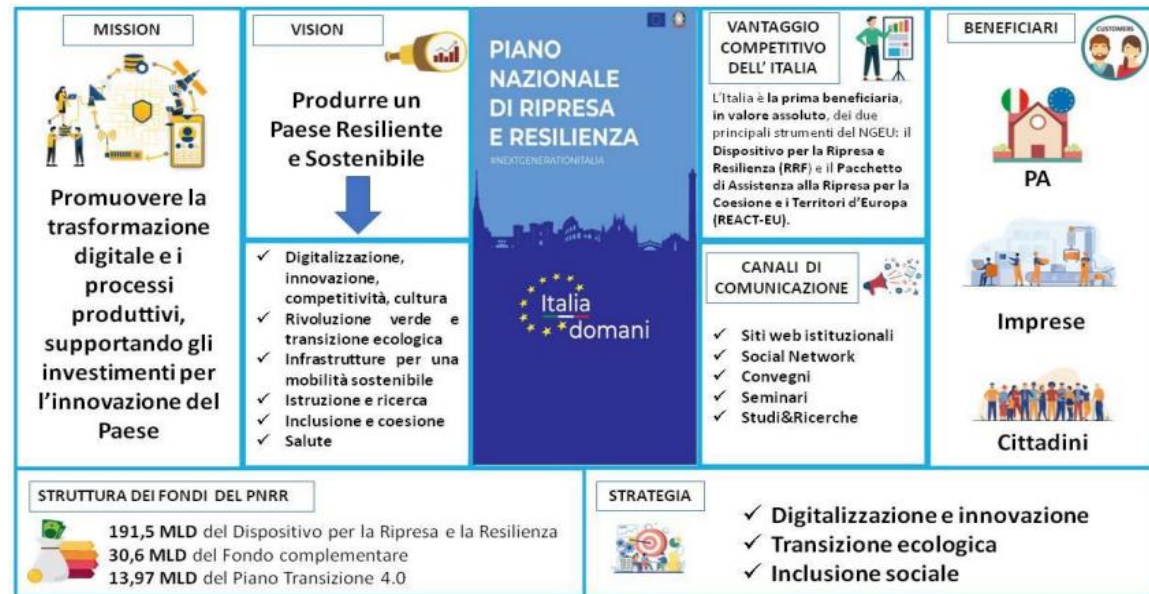 MISSION
Promuovere la
trasformazione
digitale e i
processi
produttivi,
supportando gli
investimenti per
l'innovazione del
Paese
VISION
Produrre un
Paese Resiliente
e Sostenibile
✓ Digitalizzazione,
innovazione,
competitività, cultura
✓ Rivoluzione verde e
transizione ecologica
✓ Infrastrutture per una
mobilità sostenibile
✓ Istruzione e ricerca
✓ Inclusione e coesione
✓ Salute
PIANO
NAZIONALE
DI RIPRESA
E RESILIENZA
#NEXTGENERATIONITALIA
Italia
domani
VANTAGGIO
COMPETITIVO
DELL' ITALIA
L'Italia è la prima beneficiaria,
in valore assoluto, dei due
principali strumenti del NGEU: il
Dispositivo per la Ripresa e
Resilienza (RRF) e il Pacchetto
di Assistenza alla Ripresa per la
Coesione e i Territori d'Europa
(REACT-EU).
CANALI DI
COMUNICAZIONE
✓ Siti web istituzionali
✓ Social Network
✓ Convegni
✓ Seminari
✓ Studi&Ricerche
BENEFICIARI
CUSTOMERS
PA
Imprese
Cittadini
STRUTTURA DEI FONDI DEL PNRR
191,5 MLD del Dispositivo per la Ripresa e la Resilienza
30,6 MLD del Fondo complementare
13,97 MLD del Piano Transizione 4.0
STRATEGIA
✓ Digitalizzazione e innovazione
✓ Transizione ecologica
✓ Inclusione sociale